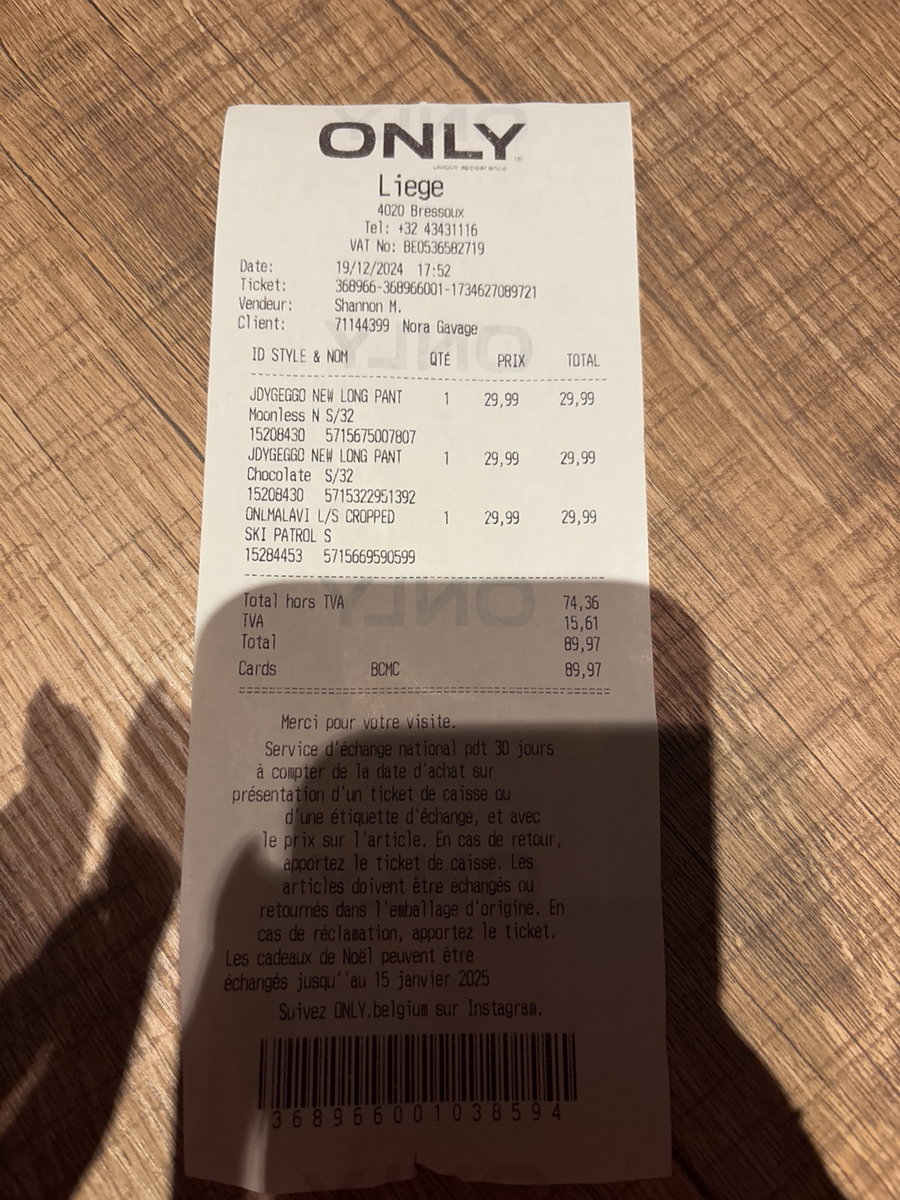 ONLY
unique appearance
Liege
4020 Bressoux
Tel: +32 43431116
VAT No: BE0536582719
Date: 19/12/2024 17:52
Ticket: 368966-368966001-1734627089721
Vendeur: Shannon M.
Client: 71144399 Nora Gavage
ID STYLE & NOM QTÉ PRIX TOTAL
JDYGEGGO NEW LONG PANT 1 29,99 29,99
Moonless N S/32
15208430 5715675007807
JDYGEGGO NEW LONG PANT 1 29,99 29,99
Chocolate S/32
15208430 5715322951392
ONLMALAVI L/S CROPPED 1 29,99 29,99
SKI PATROL S
15284453 5715669590599
Total hors TVA 74,36
TVA 15,61
Total 89,97
Cards BCMC 89,97
Merci pour votre visite.
Service d'échange national pdt 30 jours
à compter de la date d'achat sur
présentation d'un ticket de caisse ou
d'une étiquette d'échange, et avec
le prix sur l'article. En cas de retour,
apportez le ticket de caisse. Les
articles doivent être échangés ou
retournés dans l'emballage d'origine. En
cas de réclamation, apportez le ticket.
Les cadeaux de Noël peuvent être
échangés jusqu''au 15 janvier 2025
Suivez ONLY.belgium sur Instagram.
368966001038594